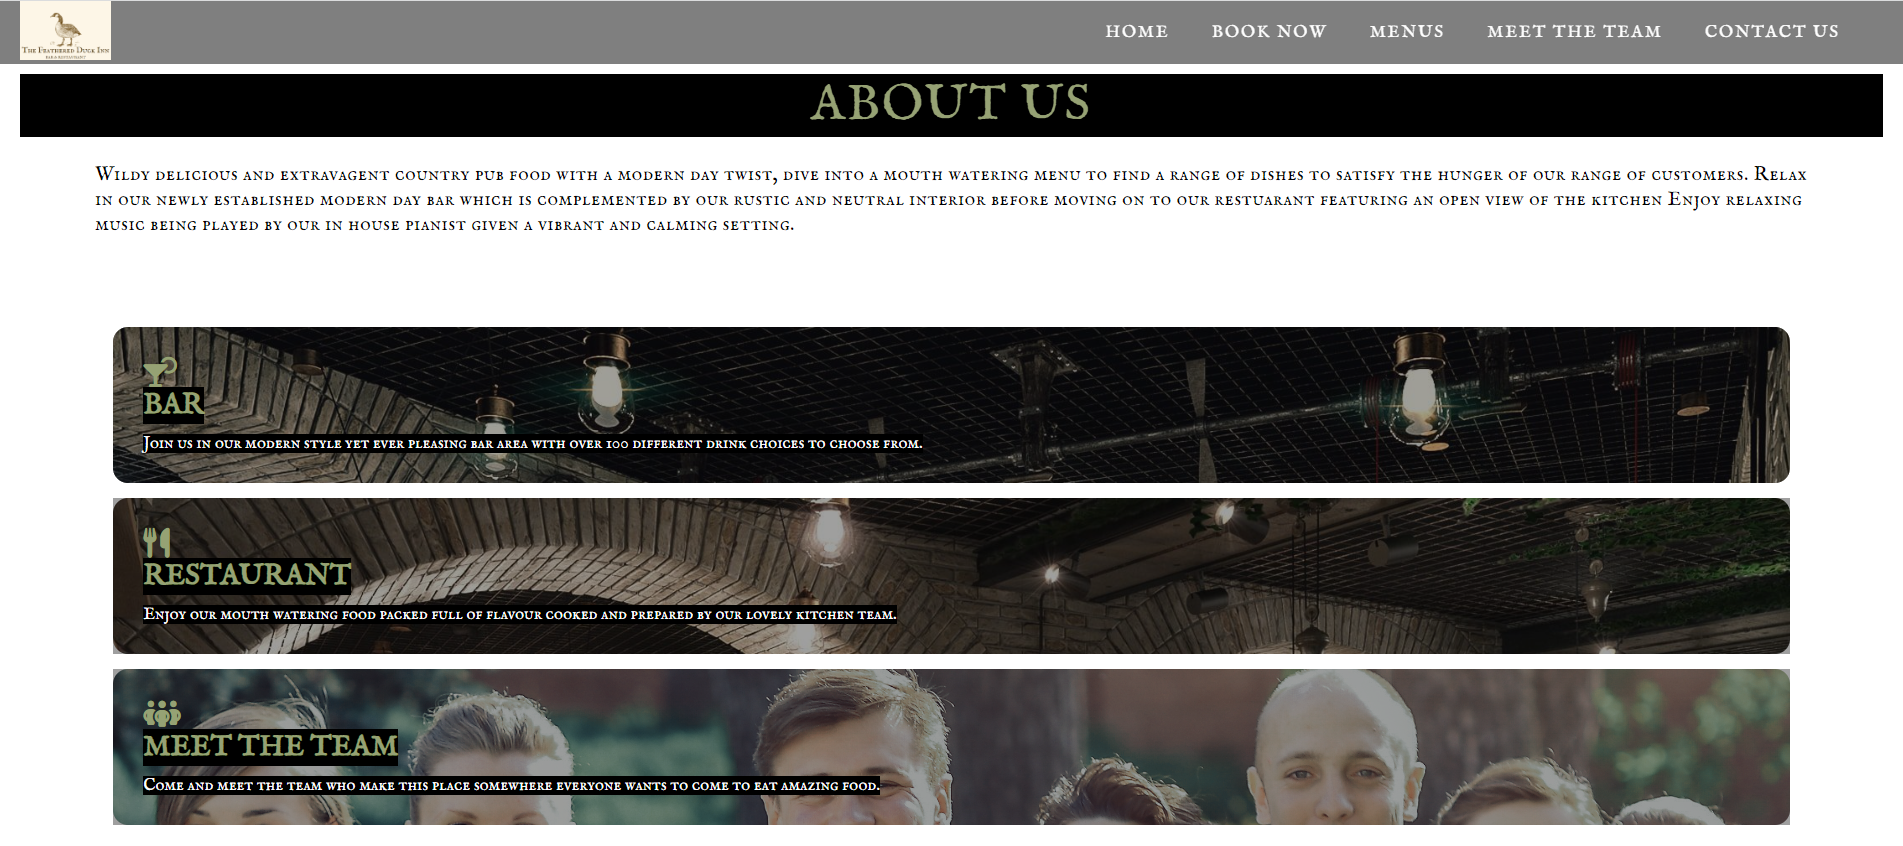 THE FEATHERED DUCK INN
BAR & RESTAURANT
HOME BOOK NOW MENUS MEET THE TEAM CONTACT US
ABOUT US
Wildy delicious and extravagent country pub food with a modern day twist, dive into a mouth watering menu to find a range of dishes to satisfy the hunger of our range of customers. Relax
in our newly established modern day bar which is complemented by our rustic and neutral interior before moving on to our restuarant featuring an open view of the kitchen Enjoy relaxing
music being played by our in house pianist given a vibrant and calming setting.
BAR
Join us in our modern style yet ever pleasing bar area with over 100 different drink choices to choose from.
RESTAURANT
Enjoy our mouth watering food packed full of flavour cooked and prepared by our lovely kitchen team.
MEET THE TEAM
Come and meet the team who make this place somewhere everyone wants to come to eat amazing food.